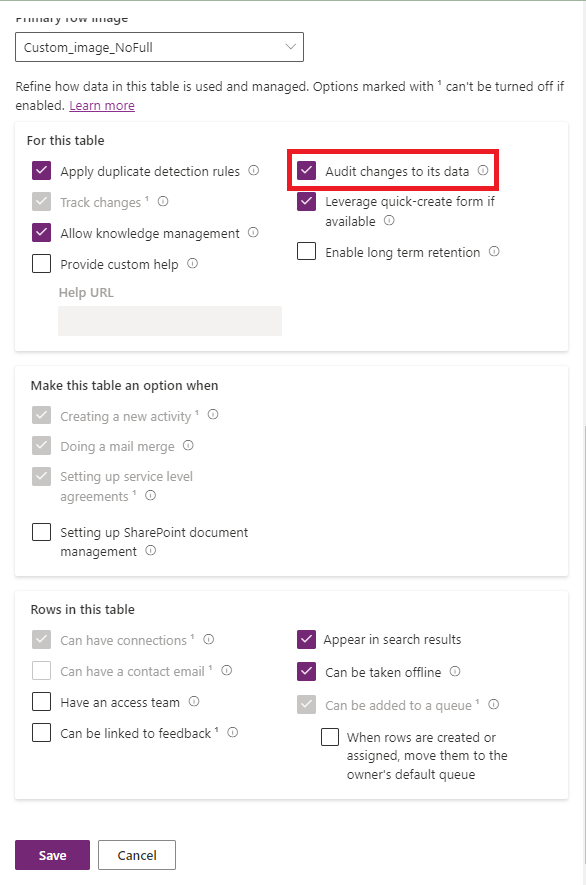 Primary row image
Custom_image_NoFull
Refine how data in this table is used and managed. Options marked with ¹ can't be turned off if
enabled. Learn more
For this table
Apply duplicate detection rules
Track changes ¹
Allow knowledge management
Provide custom help
Help URL
Audit changes to its data
Leverage quick-create form if
available
Enable long term retention
Make this table an option when
Creating a new activity ¹
Doing a mail merge
Setting up service level
agreements ¹
Setting up SharePoint document
management
Rows in this table
Can have connections ¹
Can have a contact email ¹
Have an access team
Can be linked to feedback ¹
Appear in search results
Can be taken offline
Can be added to a queue ¹
When rows are created or
assigned, move them to the
owner's default queue
Save
Cancel